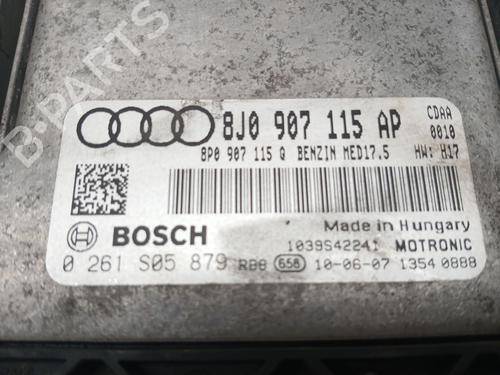 B-PARTS
8J0 907 115 AP
CDAA
0010
8P0 907 115 Q BENZIN MED17.5
HW: H17
BOSCH
Made in Hungary
1039S42241 MOTRONIC
0 261 S05 879 RBB 658 10-06-07 1354 0888